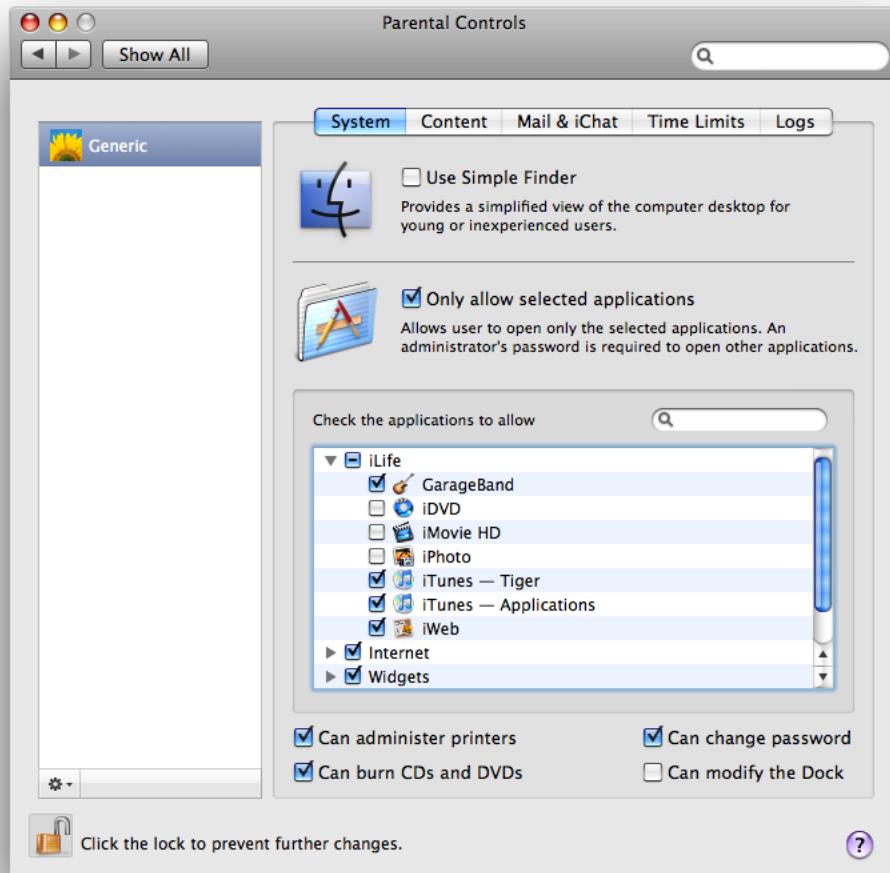 Parental Controls
Show All
System Content Mail & iChat Time Limits Logs
Generic
Use Simple Finder
Provides a simplified view of the computer desktop for
young or inexperienced users.
Only allow selected applications
Allows user to open only the selected applications. An
administrator's password is required to open other applications.
Check the applications to allow
iLife
GarageBand
iDVD
iMovie HD
iPhoto
iTunes — Tiger
iTunes — Applications
iWeb
Internet
Widgets
Can administer printers Can change password
Can burn CDs and DVDs Can modify the Dock
Click the lock to prevent further changes. ?